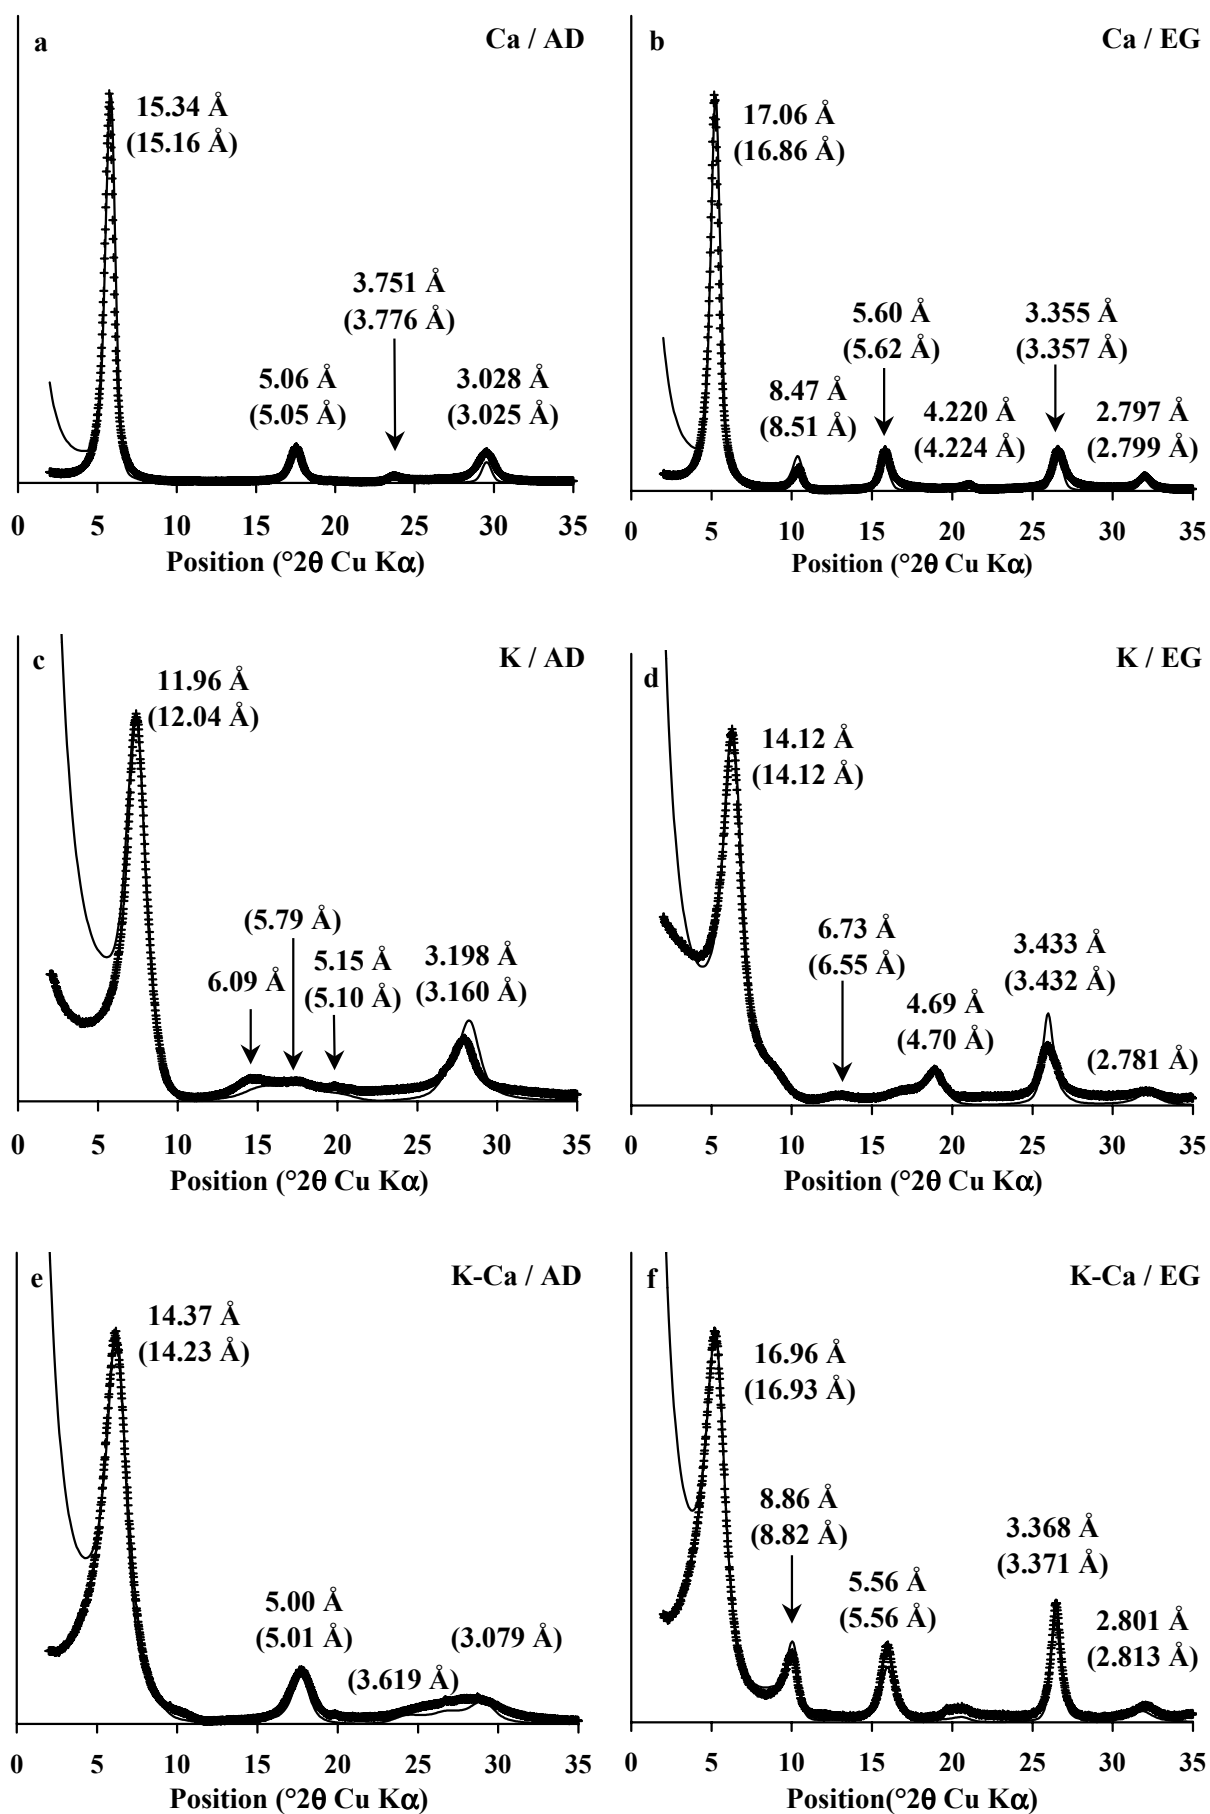 a
Ca / AD
15.34 Å
(15.16 Å)
3.751 Å
(3.776 Å)
5.06 Å
(5.05 Å)
3.028 Å
(3.025 Å)
0 5 10 15 20 25 30 35
Position (°2θ Cu Kα)
b
Ca / EG
17.06 Å
(16.86 Å)
5.60 Å
(5.62 Å)
3.355 Å
(3.357 Å)
8.47 Å
(8.51 Å)
4.220 Å
(4.224 Å)
2.797 Å
(2.799 Å)
0 5 10 15 20 25 30 35
Position (°2θ Cu Kα)
c
K / AD
11.96 Å
(12.04 Å)
(5.79 Å)
6.09 Å
5.15 Å
(5.10 Å)
3.198 Å
(3.160 Å)
0 5 10 15 20 25 30 35
Position (°2θ Cu Kα)
d
K / EG
14.12 Å
(14.12 Å)
6.73 Å
(6.55 Å)
4.69 Å
(4.70 Å)
3.433 Å
(3.432 Å)
(2.781 Å)
0 5 10 15 20 25 30 35
Position (°2θ Cu Kα)
e
K-Ca / AD
14.37 Å
(14.23 Å)
5.00 Å
(5.01 Å)
(3.619 Å)
(3.079 Å)
0 5 10 15 20 25 30 35
Position (°2θ Cu Kα)
f
K-Ca / EG
16.96 Å
(16.93 Å)
8.86 Å
(8.82 Å)
5.56 Å
(5.56 Å)
3.368 Å
(3.371 Å)
2.801 Å
(2.813 Å)
0 5 10 15 20 25 30 35
Position(°2θ Cu Kα)